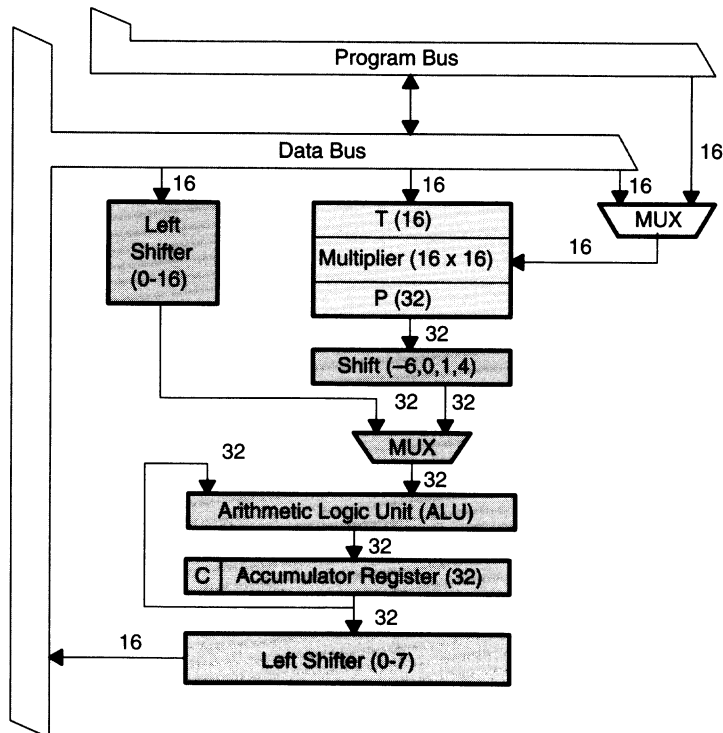 Program Bus
Data Bus
16
16
16
16
16
Left
Shifter
(0-16)
T (16)
Multiplier (16 x 16)
P (32)
MUX
16
32
Shift (–6,0,1,4)
32
32
MUX
32
32
Arithmetic Logic Unit (ALU)
32
C
Accumulator Register (32)
32
16
Left Shifter (0-7)